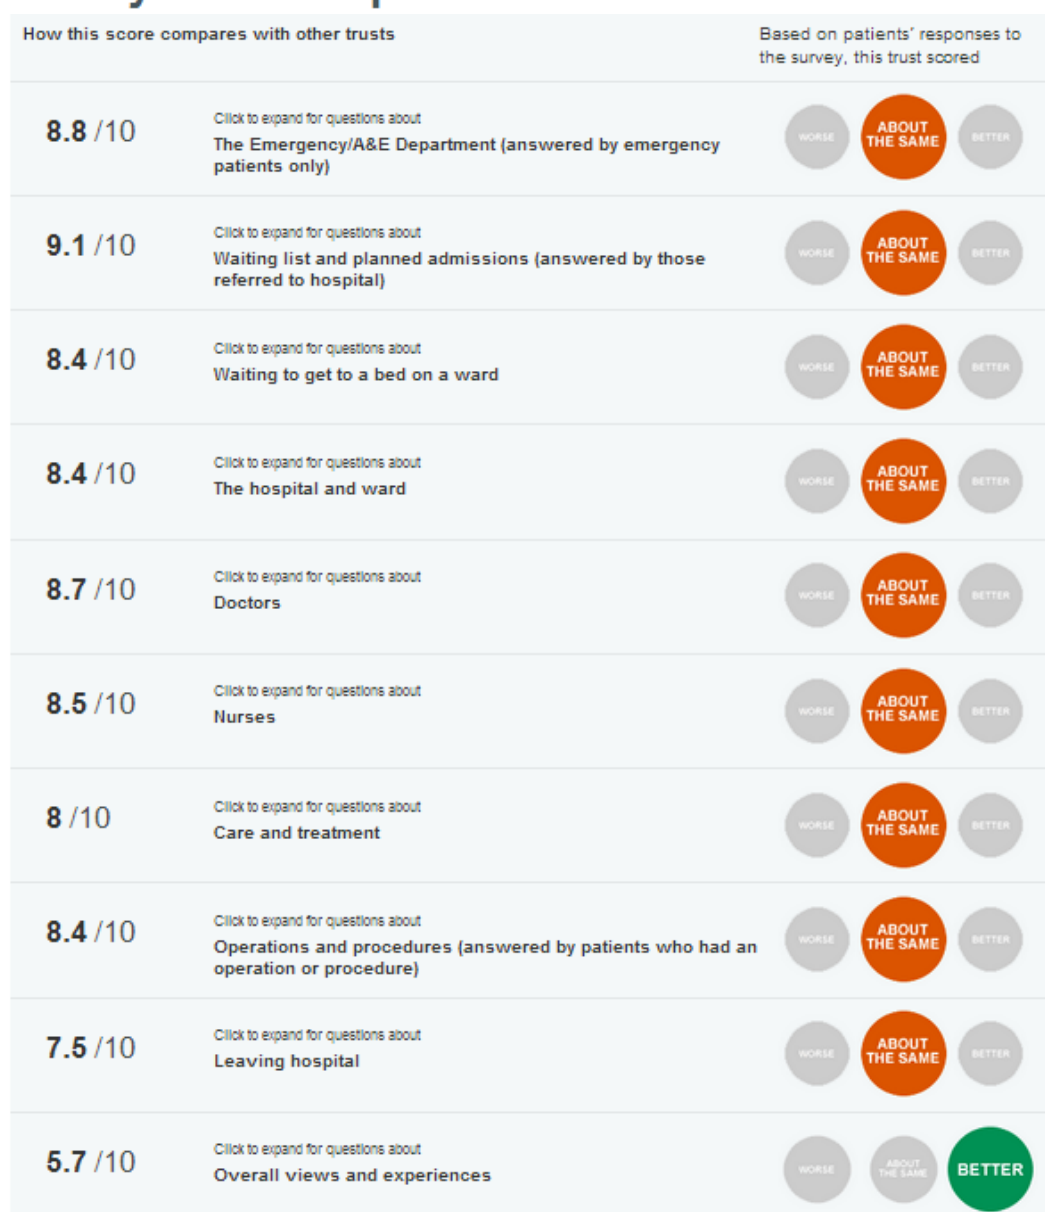 How this score compares with other trusts
Based on patients' responses to
the survey, this trust scored
8.8 /10
Click to expand for questions about
The Emergency/A&E Department (answered by emergency
patients only)
WORSE
ABOUT
THE SAME
BETTER
9.1 /10
Click to expand for questions about
Waiting list and planned admissions (answered by those
referred to hospital)
WORSE
ABOUT
THE SAME
BETTER
8.4 /10
Click to expand for questions about
Waiting to get to a bed on a ward
WORSE
ABOUT
THE SAME
BETTER
8.4 /10
Click to expand for questions about
The hospital and ward
WORSE
ABOUT
THE SAME
BETTER
8.7 /10
Click to expand for questions about
Doctors
WORSE
ABOUT
THE SAME
BETTER
8.5 /10
Click to expand for questions about
Nurses
WORSE
ABOUT
THE SAME
BETTER
8 /10
Click to expand for questions about
Care and treatment
WORSE
ABOUT
THE SAME
BETTER
8.4 /10
Click to expand for questions about
Operations and procedures (answered by patients who had an
operation or procedure)
WORSE
ABOUT
THE SAME
BETTER
7.5 /10
Click to expand for questions about
Leaving hospital
WORSE
ABOUT
THE SAME
BETTER
5.7 /10
Click to expand for questions about
Overall views and experiences
WORSE
ABOUT
THE SAME
BETTER